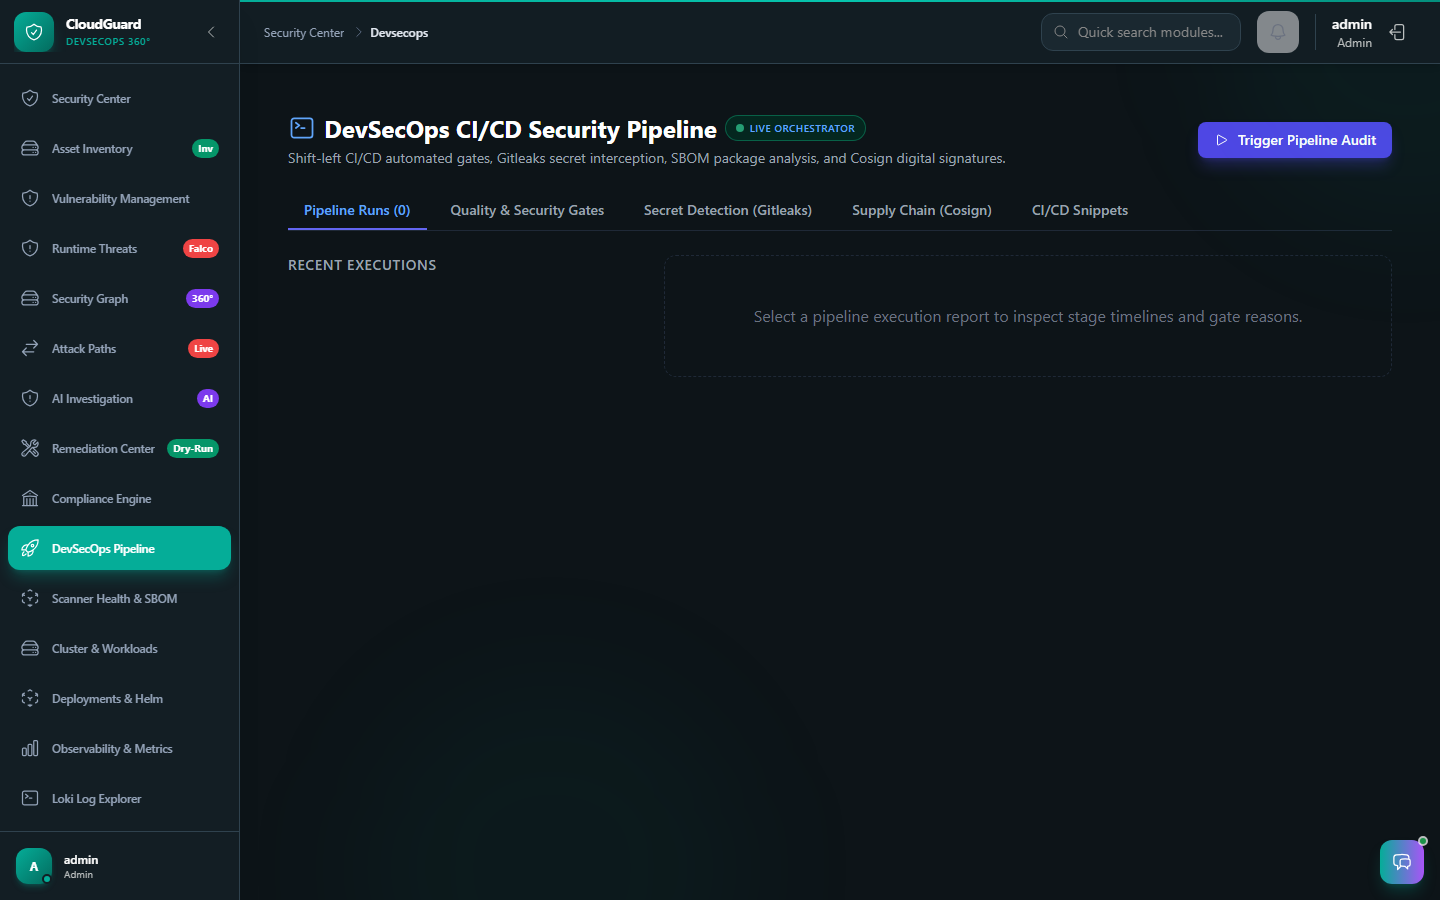 CloudGuard
DEVSECOPS 360°
Security Center > Devsecops
Quick search modules...
admin
Admin
Security Center
Asset Inventory Inv
Vulnerability Management
Runtime Threats Falco
Security Graph 360°
Attack Paths Live
AI Investigation AI
Remediation Center Dry-Run
Compliance Engine
DevSecOps Pipeline
Scanner Health & SBOM
Cluster & Workloads
Deployments & Helm
Observability & Metrics
Loki Log Explorer
A
admin
Admin
DevSecOps CI/CD Security Pipeline LIVE ORCHESTRATOR
Shift-left CI/CD automated gates, Gitleaks secret interception, SBOM package analysis, and Cosign digital signatures.
Trigger Pipeline Audit
Pipeline Runs (0) Quality & Security Gates Secret Detection (Gitleaks) Supply Chain (Cosign) CI/CD Snippets
RECENT EXECUTIONS
Select a pipeline execution report to inspect stage timelines and gate reasons.